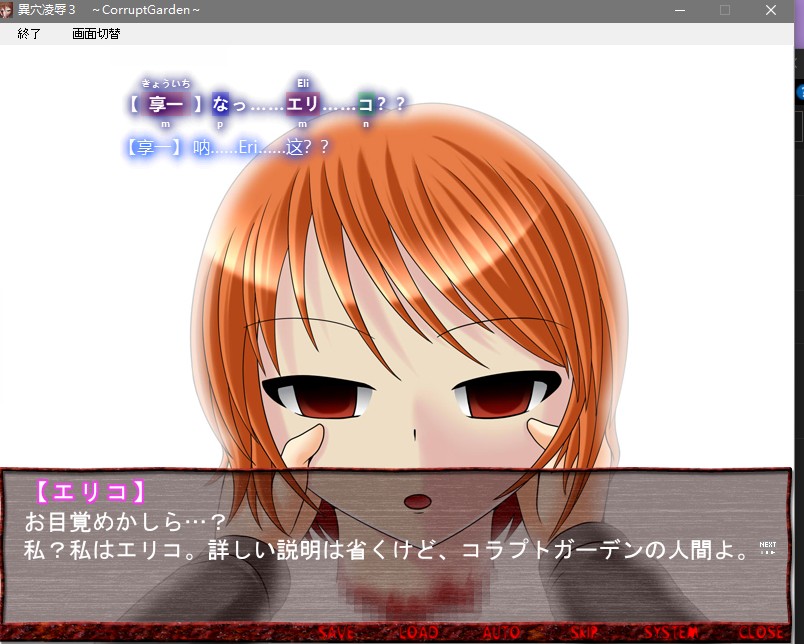 異穴凌辱3 ～CorruptGarden～
終了 画面切替
きょういち Eli
【 享一 】 なっ……エリ……コ？？
m p m n
【享一】 呐……Eri……这？？
【エリコ】
お目覚めかしら…？
私？私はエリコ。詳しい説明は省くけど、コラプトガーデンの人間よ。
NEXT
SAVE LOAD AUTO SKIP SYSTEM CLOSE